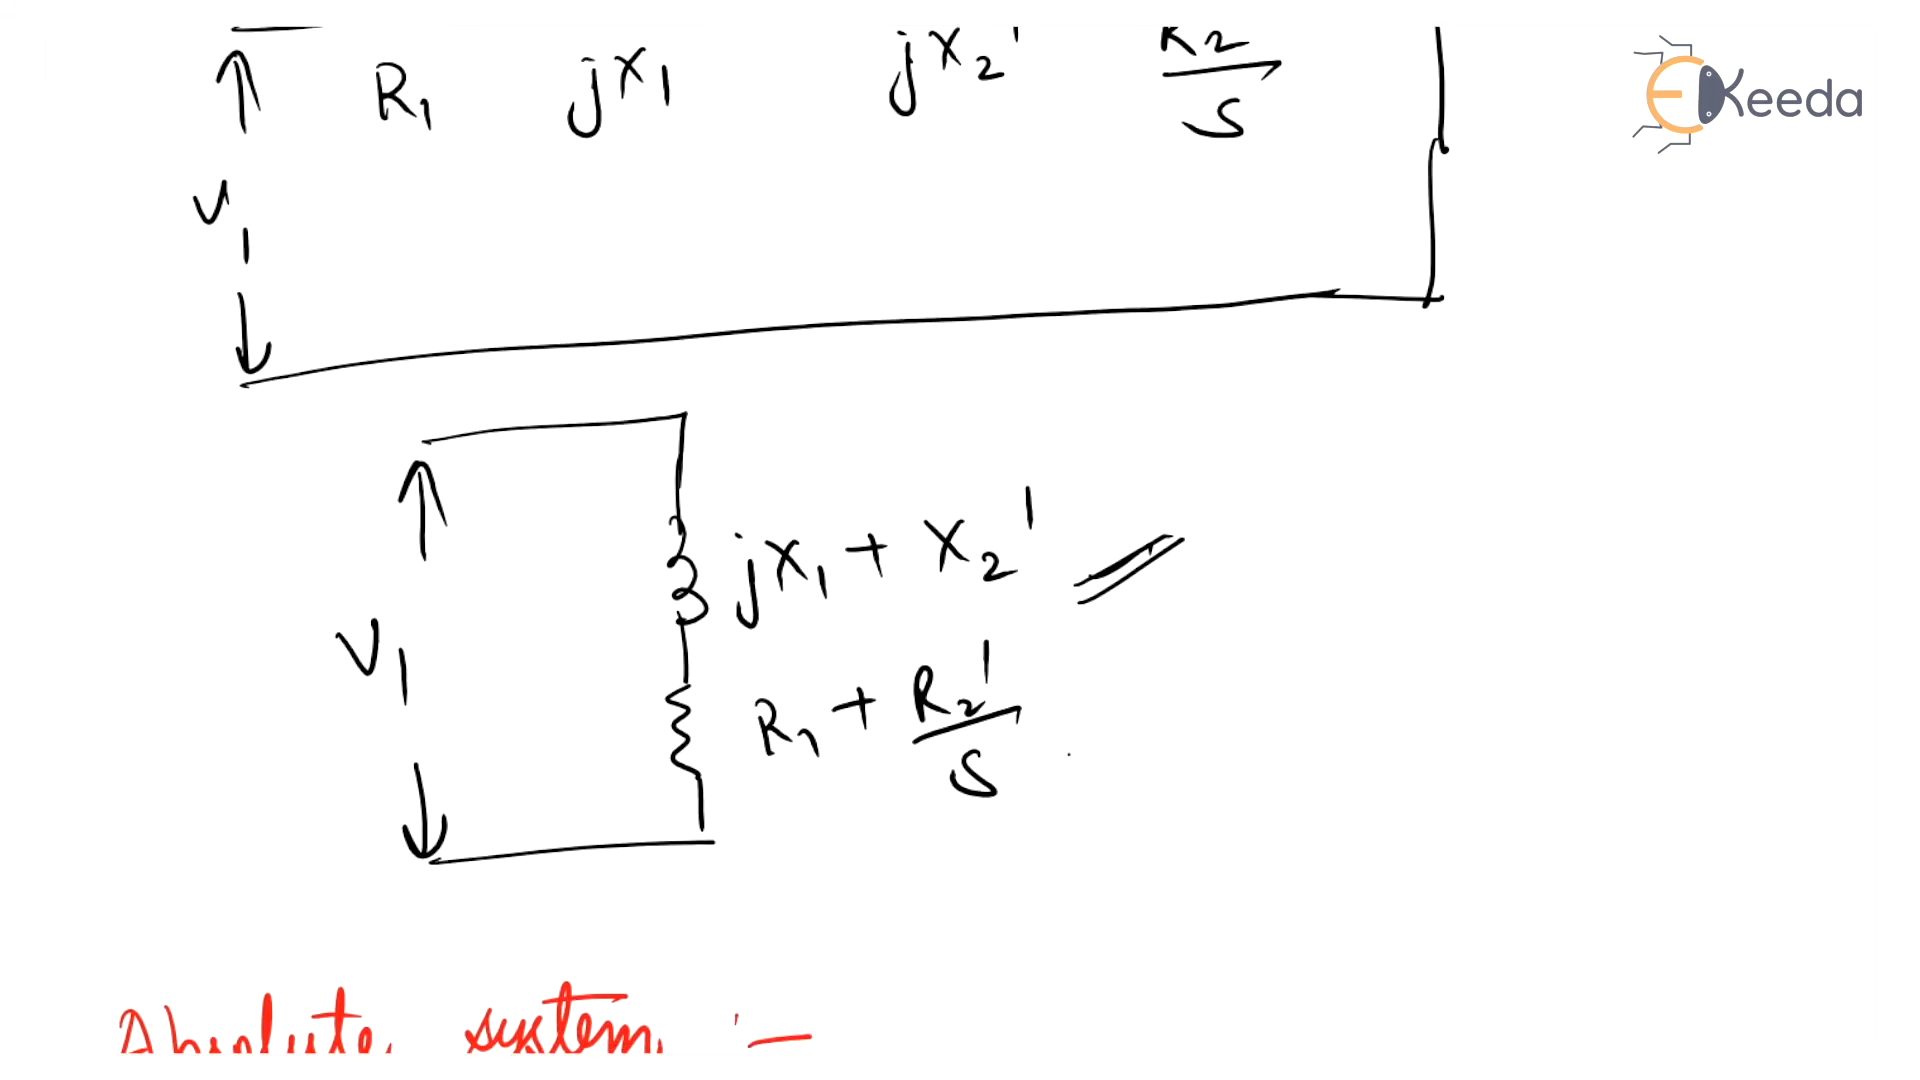 R1 jX1 jX2' R2/S
V1
EKeeda
jX1 + X2'
V1
R1 + R2'/S
Absolute system :-